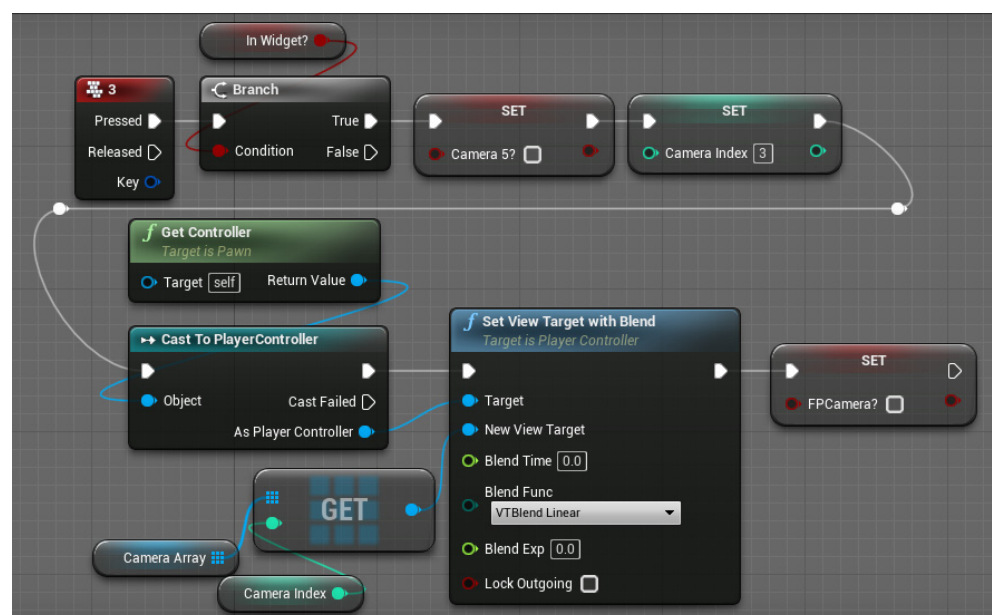 In Widget?
3
Pressed
Released
Key
Branch
True
Condition
False
SET
Camera 5?
SET
Camera Index 3
Get Controller
Target is Pawn
Target self
Return Value
Cast To PlayerController
Object
Cast Failed
As Player Controller
Set View Target with Blend
Target is Player Controller
Target
New View Target
Blend Time 0.0
Blend Func
VTBlend Linear
Blend Exp 0.0
Lock Outgoing
SET
FPCamera?
GET
Camera Array
Camera Index